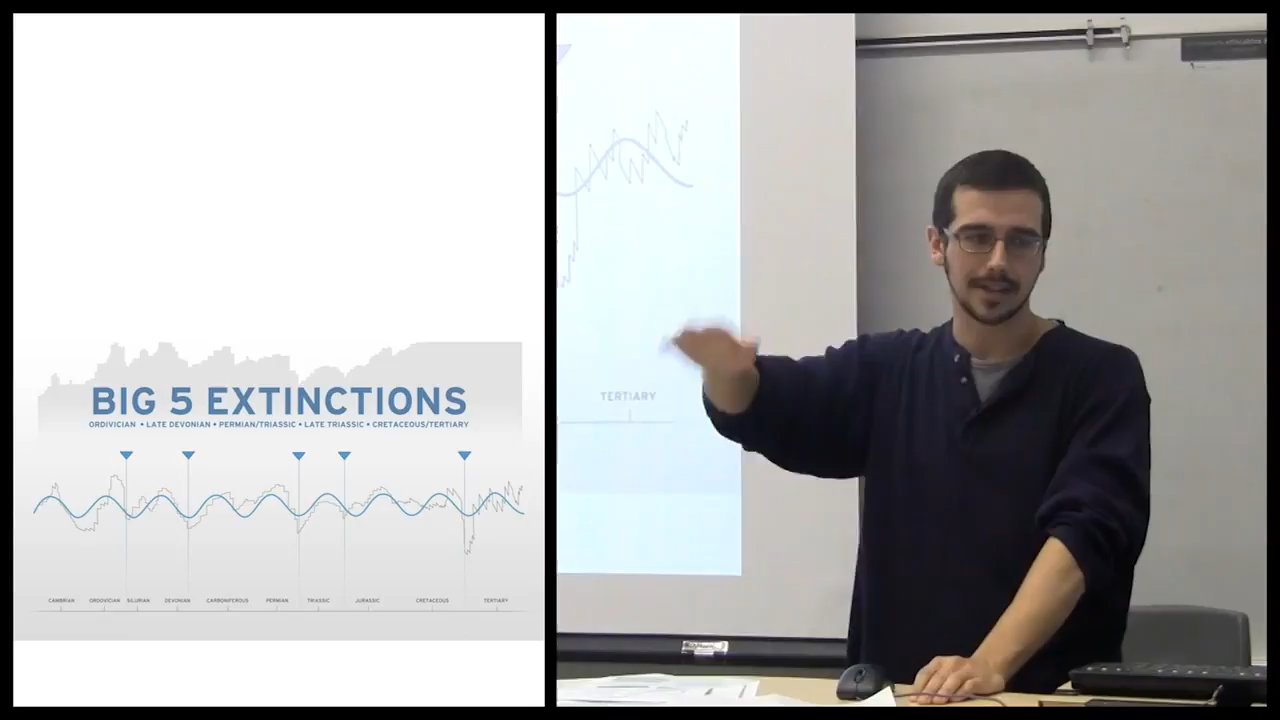 BIG 5 EXTINCTIONS
ORDIVICIAN • LATE DEVONIAN • PERMIAN/TRIASSIC • LATE TRIASSIC • CRETACEOUS/TERTIARY
CAMBRIAN ORDOVICIAN SILURIAN DEVONIAN CARBONIFEROUS PERMIAN TRIASSIC JURASSIC CRETACEOUS TERTIARY
TERTIARY